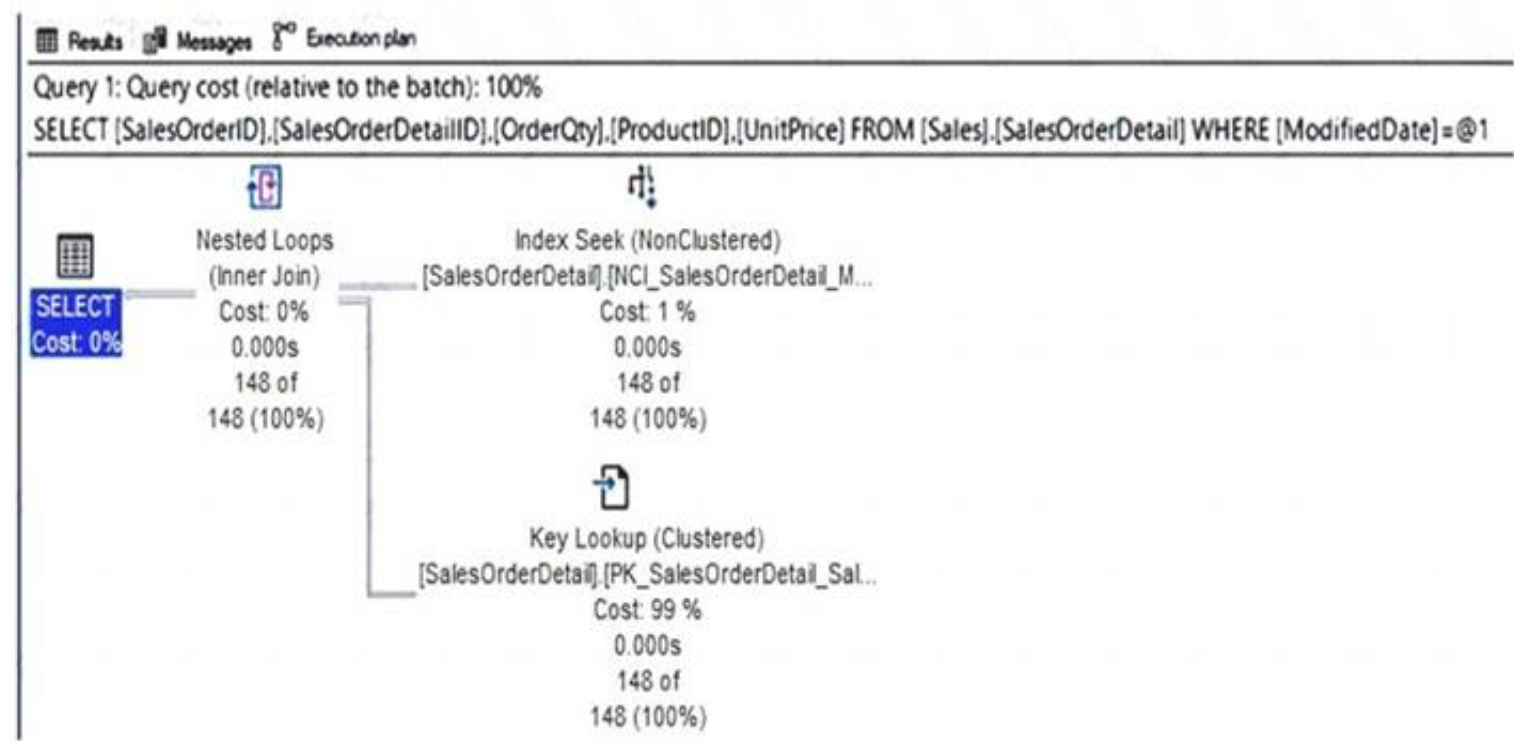 Results Messages Execution plan
Query 1: Query cost (relative to the batch): 100%
SELECT [SalesOrderID],[SalesOrderDetailID],[OrderQty],[ProductID],[UnitPrice] FROM [Sales].[SalesOrderDetail] WHERE [ModifiedDate]=@1
SELECT
Cost: 0%
Nested Loops
(Inner Join)
Cost: 0%
0.000s
148 of
148 (100%)
Index Seek (NonClustered)
[SalesOrderDetail].[NCI_SalesOrderDetail_M...
Cost: 1 %
0.000s
148 of
148 (100%)
Key Lookup (Clustered)
[SalesOrderDetail].[PK_SalesOrderDetail_Sal...
Cost: 99 %
0.000s
148 of
148 (100%)